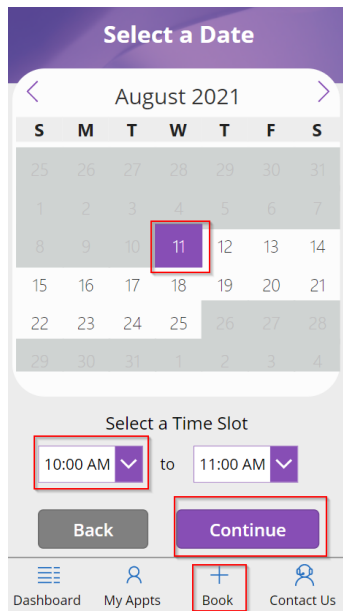 Select a Date
August 2021
S M T W T F S
25 26 27 28 29 30 31
1 2 3 4 5 6 7
8 9 10 11 12 13 14
15 16 17 18 19 20 21
22 23 24 25 26 27 28
29 30 31 1 2 3 4
Select a Time Slot
10:00 AM to 11:00 AM
Back Continue
Dashboard My Appts Book Contact Us